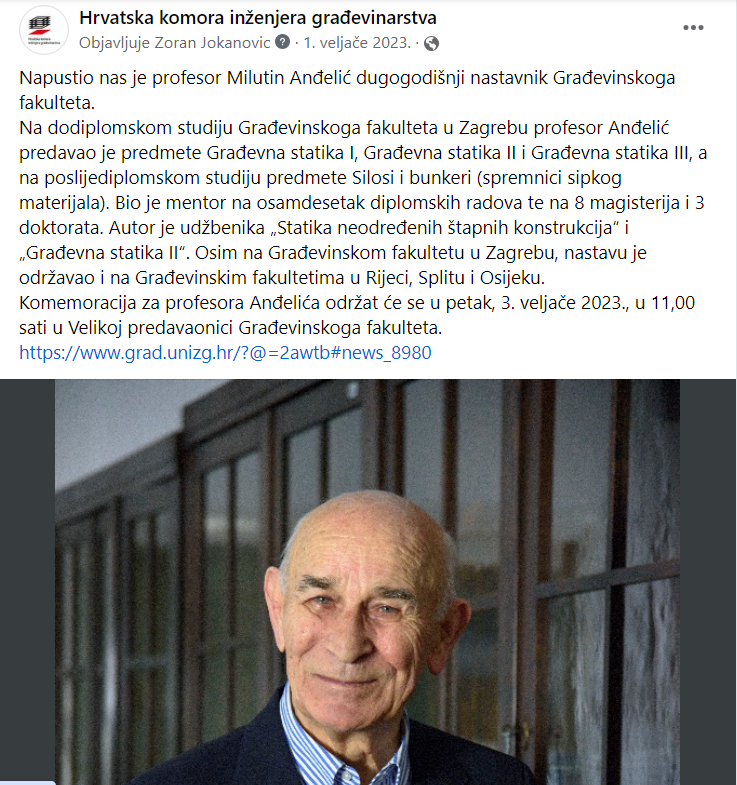 Hrvatska komora inženjera građevinarstva
Objavljuje Zoran Jokanovic · 1. veljače 2023. ·
Napustio nas je profesor Milutin Anđelić dugogodišnji nastavnik Građevinskoga
fakulteta.
Na dodiplomskom studiju Građevinskoga fakulteta u Zagrebu profesor Anđelić
predavao je predmete Građevna statika I, Građevna statika II i Građevna statika III, a
na poslijediplomskom studiju predmete Silosi i bunkeri (spremnici sipkog
materijala). Bio je mentor na osamdesetak diplomskih radova te na 8 magisterija i 3
doktorata. Autor je udžbenika „Statika neodređenih štapnih konstrukcija“ i
„Građevna statika II“. Osim na Građevinskom fakultetu u Zagrebu, nastavu je
održavao i na Građevinskim fakultetima u Rijeci, Splitu i Osijeku.
Komemoracija za profesora Anđelića održat će se u petak, 3. veljače 2023., u 11,00
sati u Velikoj predavaonici Građevinskoga fakulteta.
https://www.grad.unizg.hr/?@=2awtb#news_8980